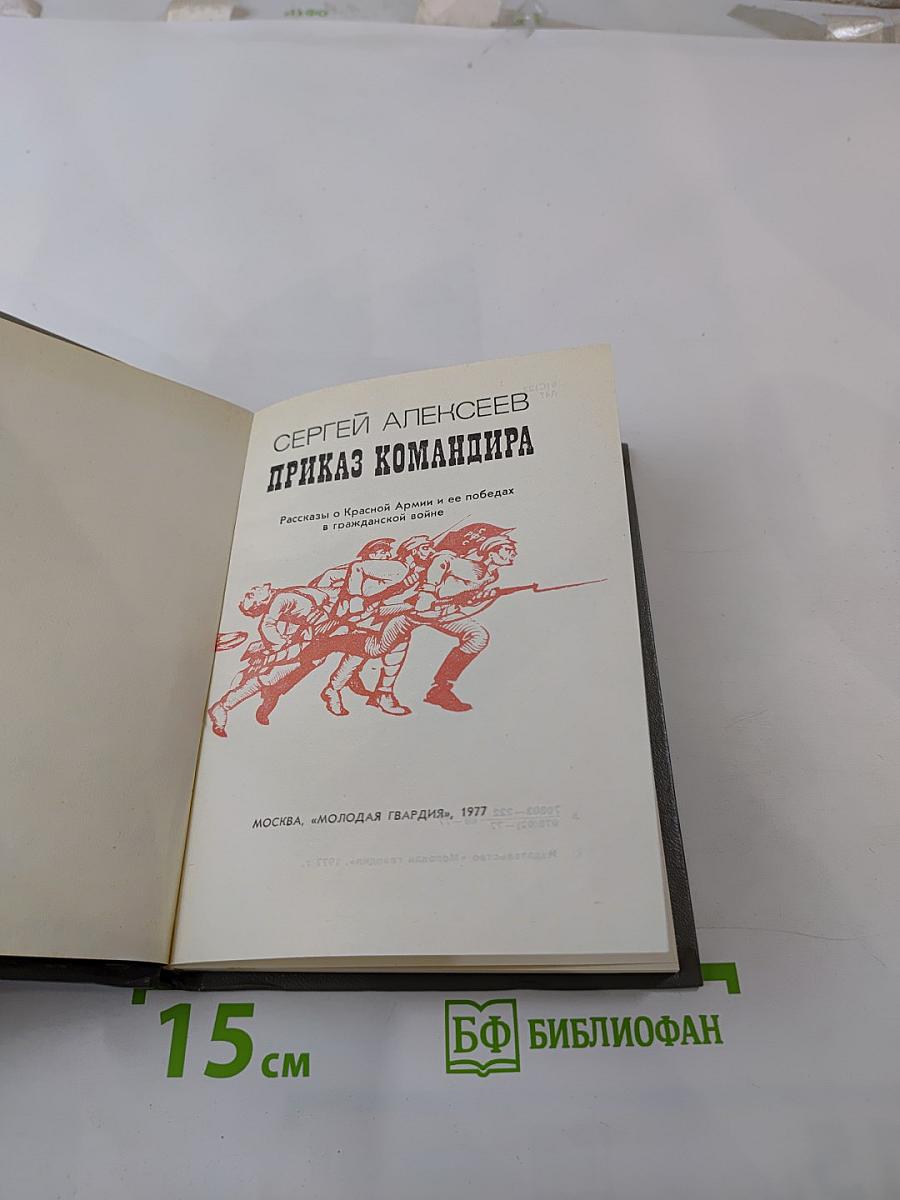 СЕРГЕЙ АЛЕКСЕЕВ
ПРИКАЗ КОМАНДИРА
Рассказы о Красной Армии и ее победах
в гражданской войне
РСФСР
МОСКВА, «МОЛОДАЯ ГВАРДИЯ», 1977
15 см
БФ БИБЛИОФАН